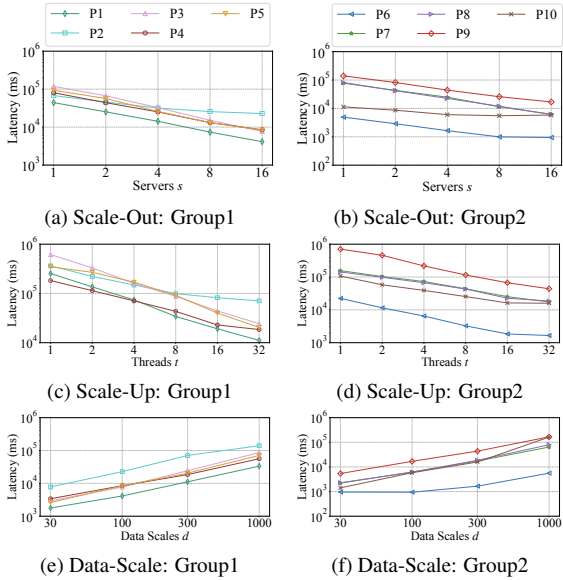 P1 P3 P5
P2 P4
P6 P8 P10
P7 P9
Latency (ms)
10^6
10^5
10^4
10^3
1 2 4 8 16
Servers s
(a) Scale-Out: Group1
Latency (ms)
10^6
10^5
10^4
10^3
10^2
1 2 4 8 16
Servers s
(b) Scale-Out: Group2
Latency (ms)
10^6
10^5
10^4
1 2 4 8 16 32
Threads t
(c) Scale-Up: Group1
Latency (ms)
10^6
10^5
10^4
10^3
1 2 4 8 16 32
Threads t
(d) Scale-Up: Group2
Latency (ms)
10^6
10^5
10^4
10^3
30 100 300 1000
Data Scales d
(e) Data-Scale: Group1
Latency (ms)
10^6
10^5
10^4
10^3
10^2
30 100 300 1000
Data Scales d
(f) Data-Scale: Group2